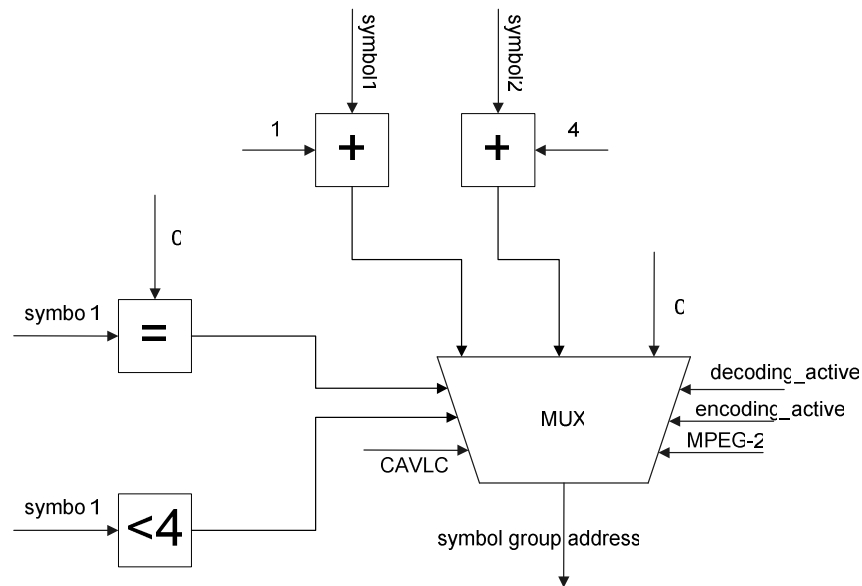 symbol1
symbol2
1
+
+
4
0
0
symbo 1
=
decoding_active
encoding_active
MUX
MPEG-2
CAVLC
symbo 1
<4
symbol group address